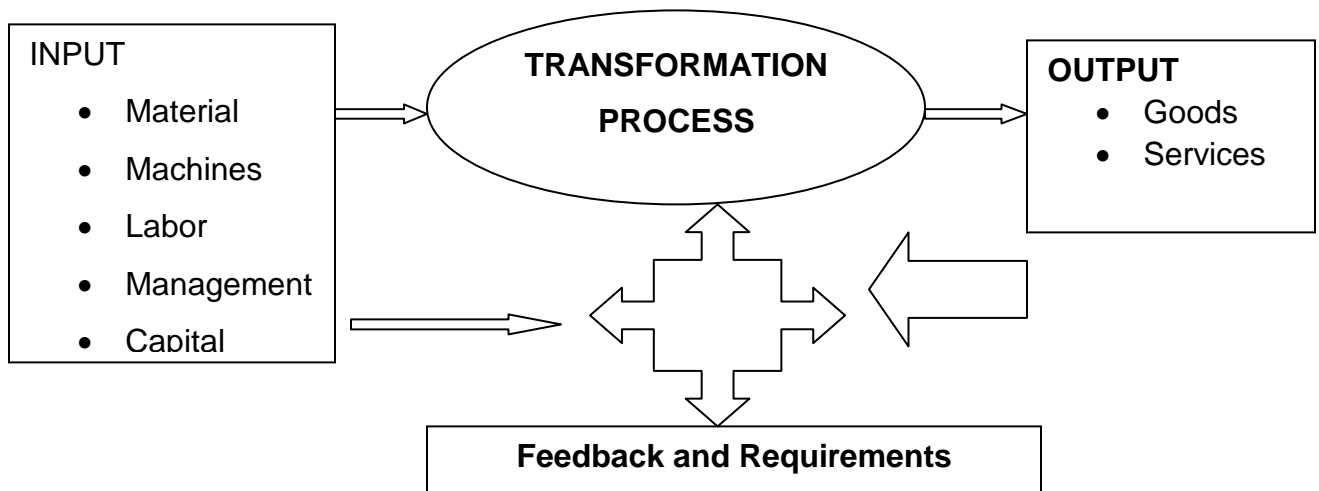 INPUT
• Material
• Machines
• Labor
• Management
• Capital
TRANSFORMATION
PROCESS
OUTPUT
• Goods
• Services
Feedback and Requirements